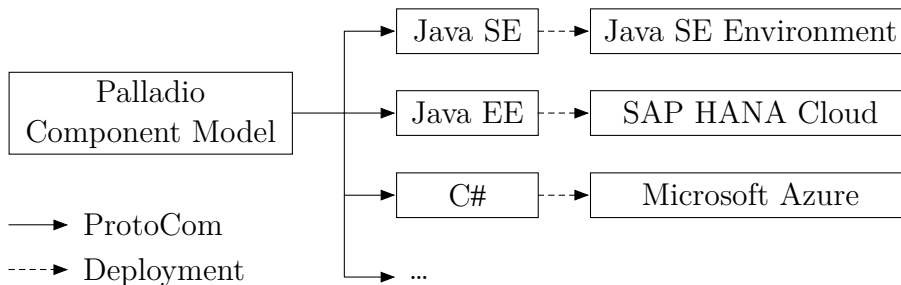 Java SE
Java SE Environment
Palladio
Component Model
Java EE
SAP HANA Cloud
C#
Microsoft Azure
ProtoCom
Deployment
...